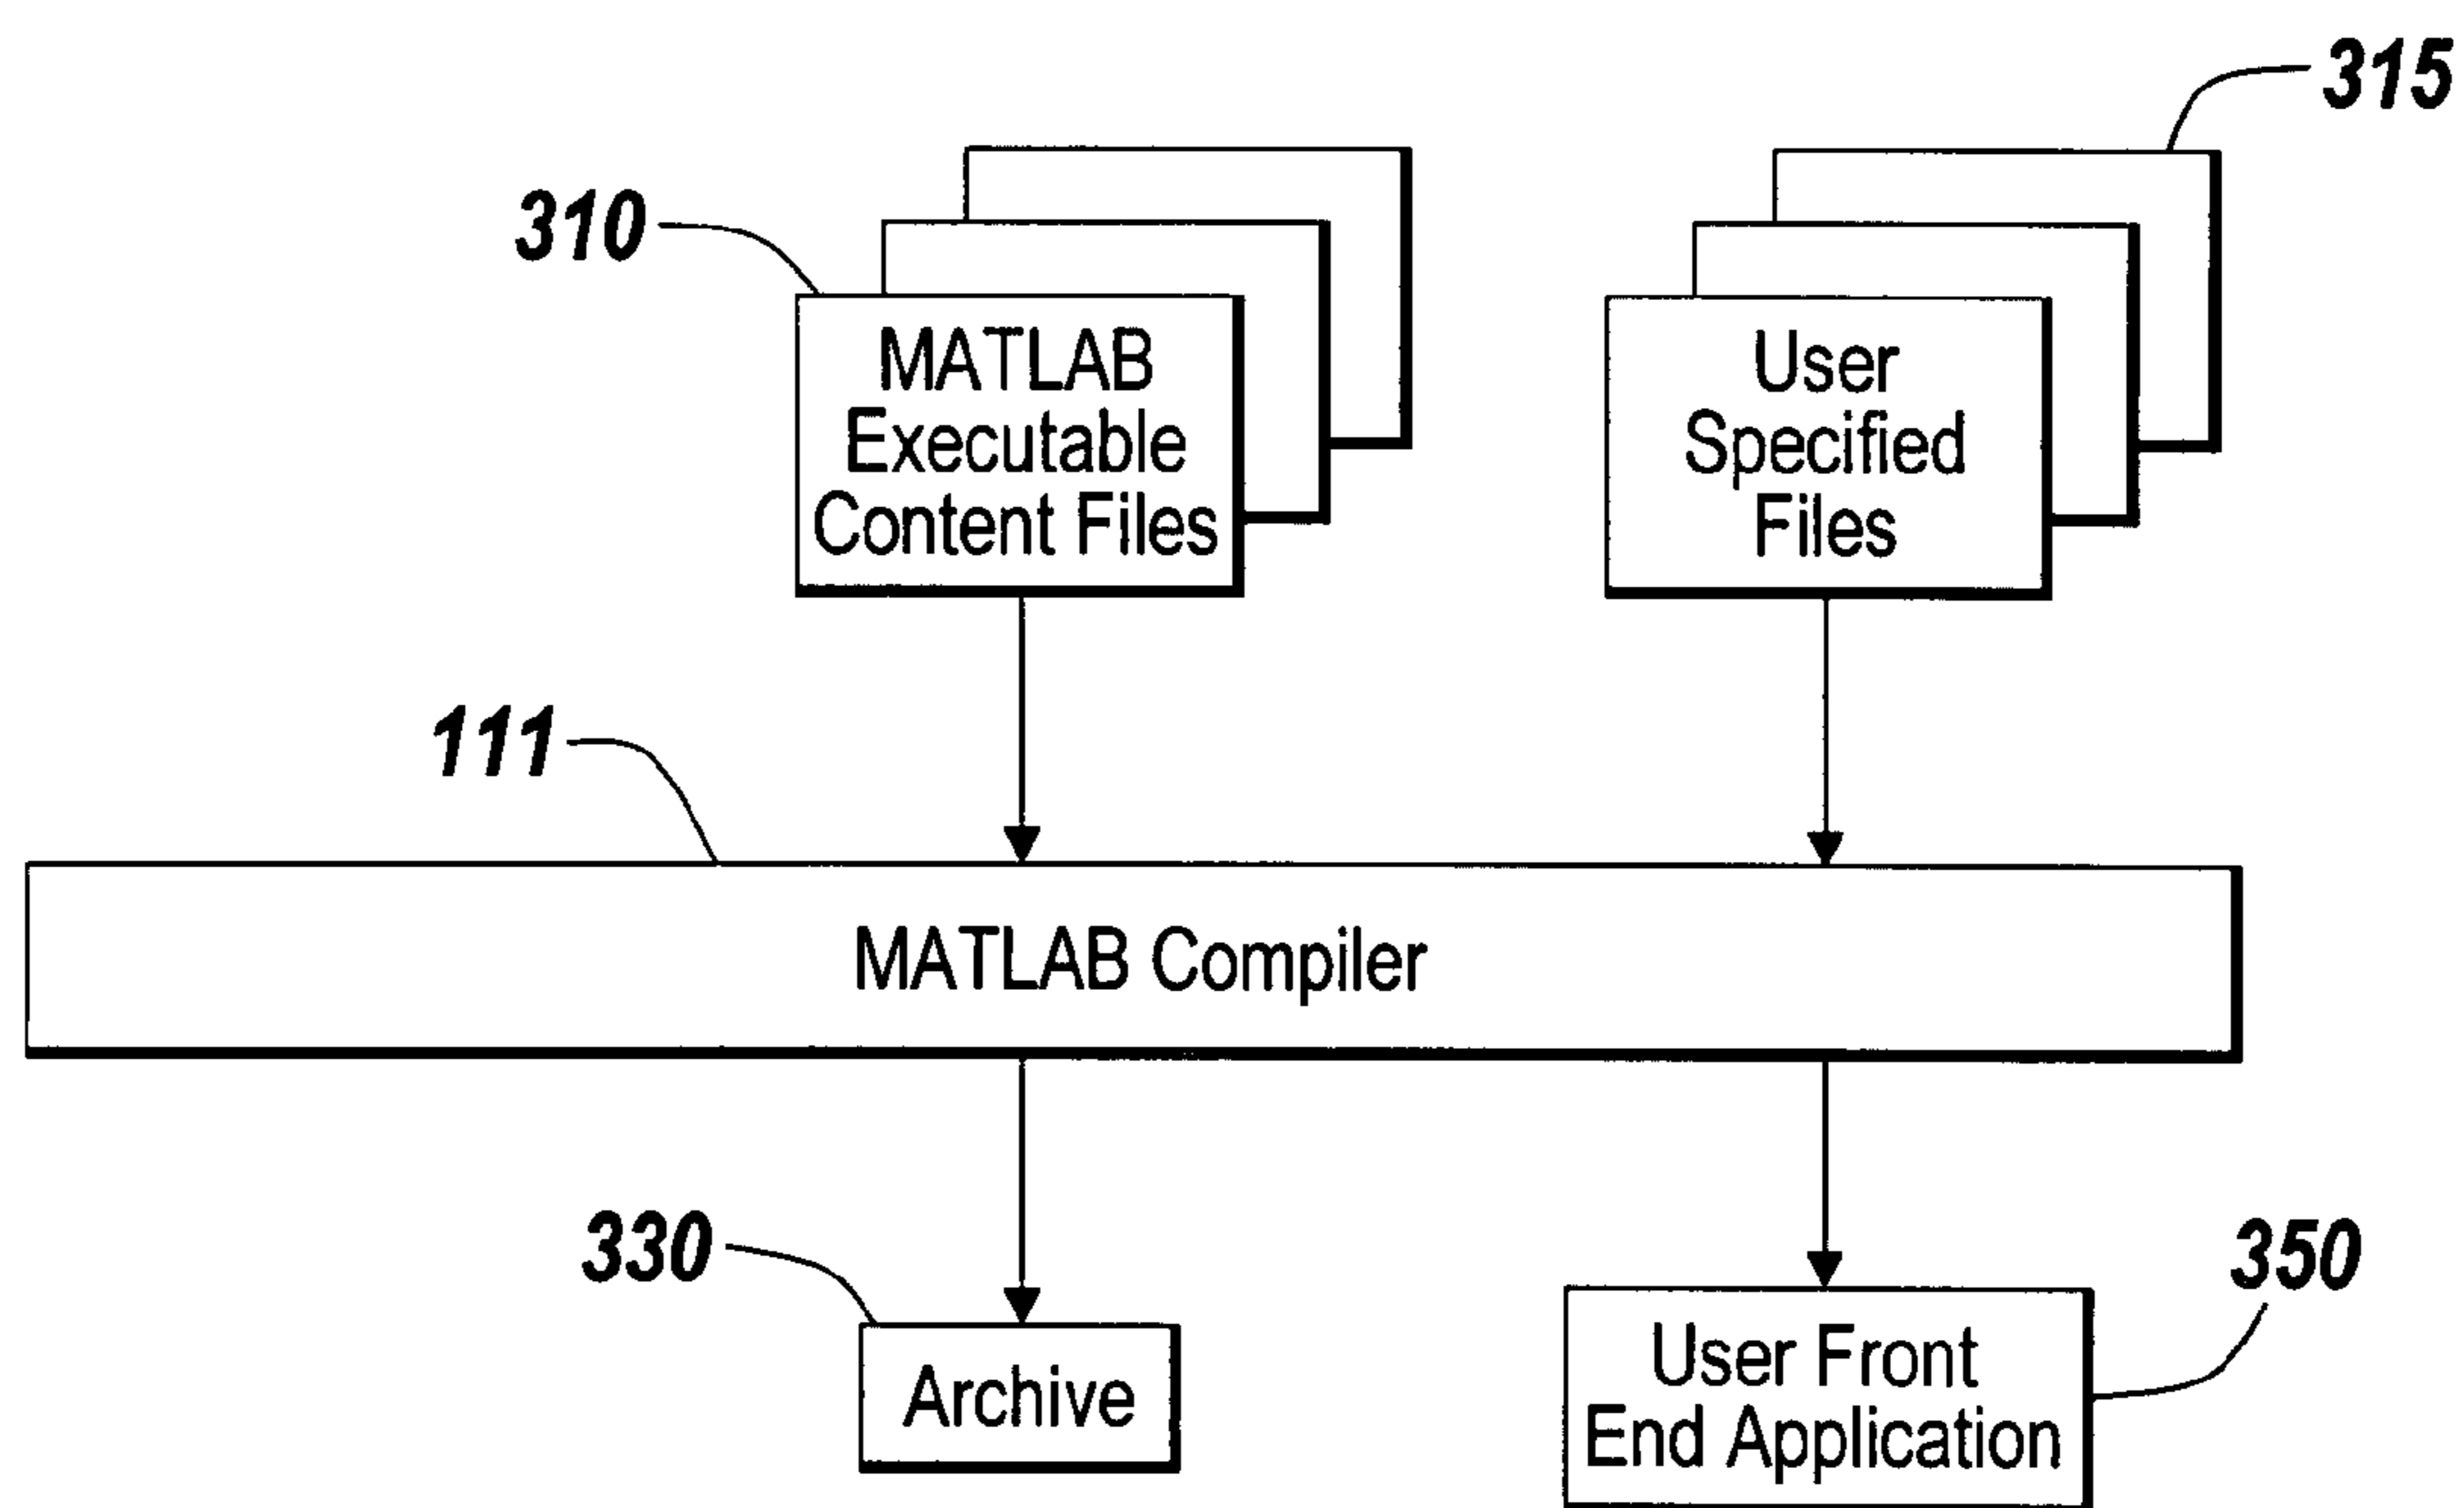 315
310
MATLAB
Executable
Content Files
User
Specified
Files
111
MATLAB Compiler
330
Archive
350
User Front
End Application